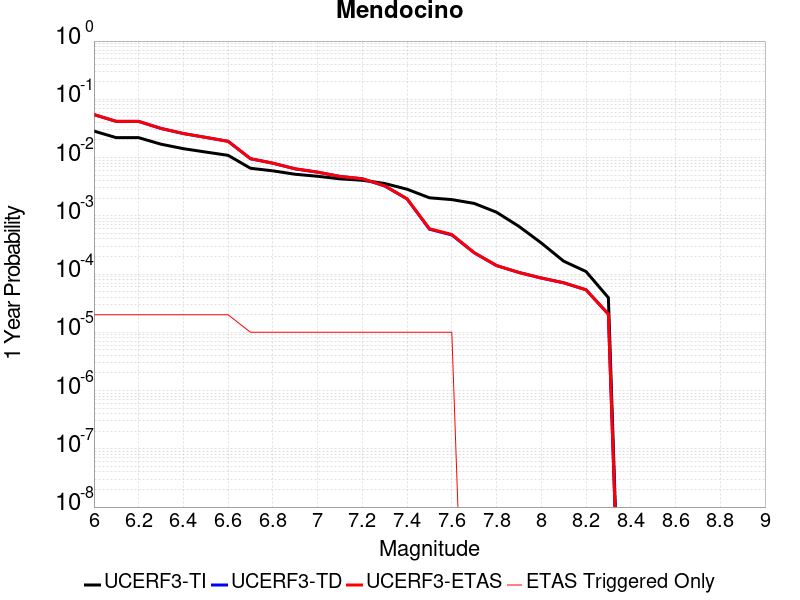 Mendocino
10^0
10^-1
10^-2
10^-3
10^-4
10^-5
10^-6
10^-7
10^-8
1 Year Probability
6 6.2 6.4 6.6 6.8 7 7.2 7.4 7.6 7.8 8 8.2 8.4 8.6 8.8 9
Magnitude
UCERF3-TI UCERF3-TD UCERF3-ETAS ETAS Triggered Only